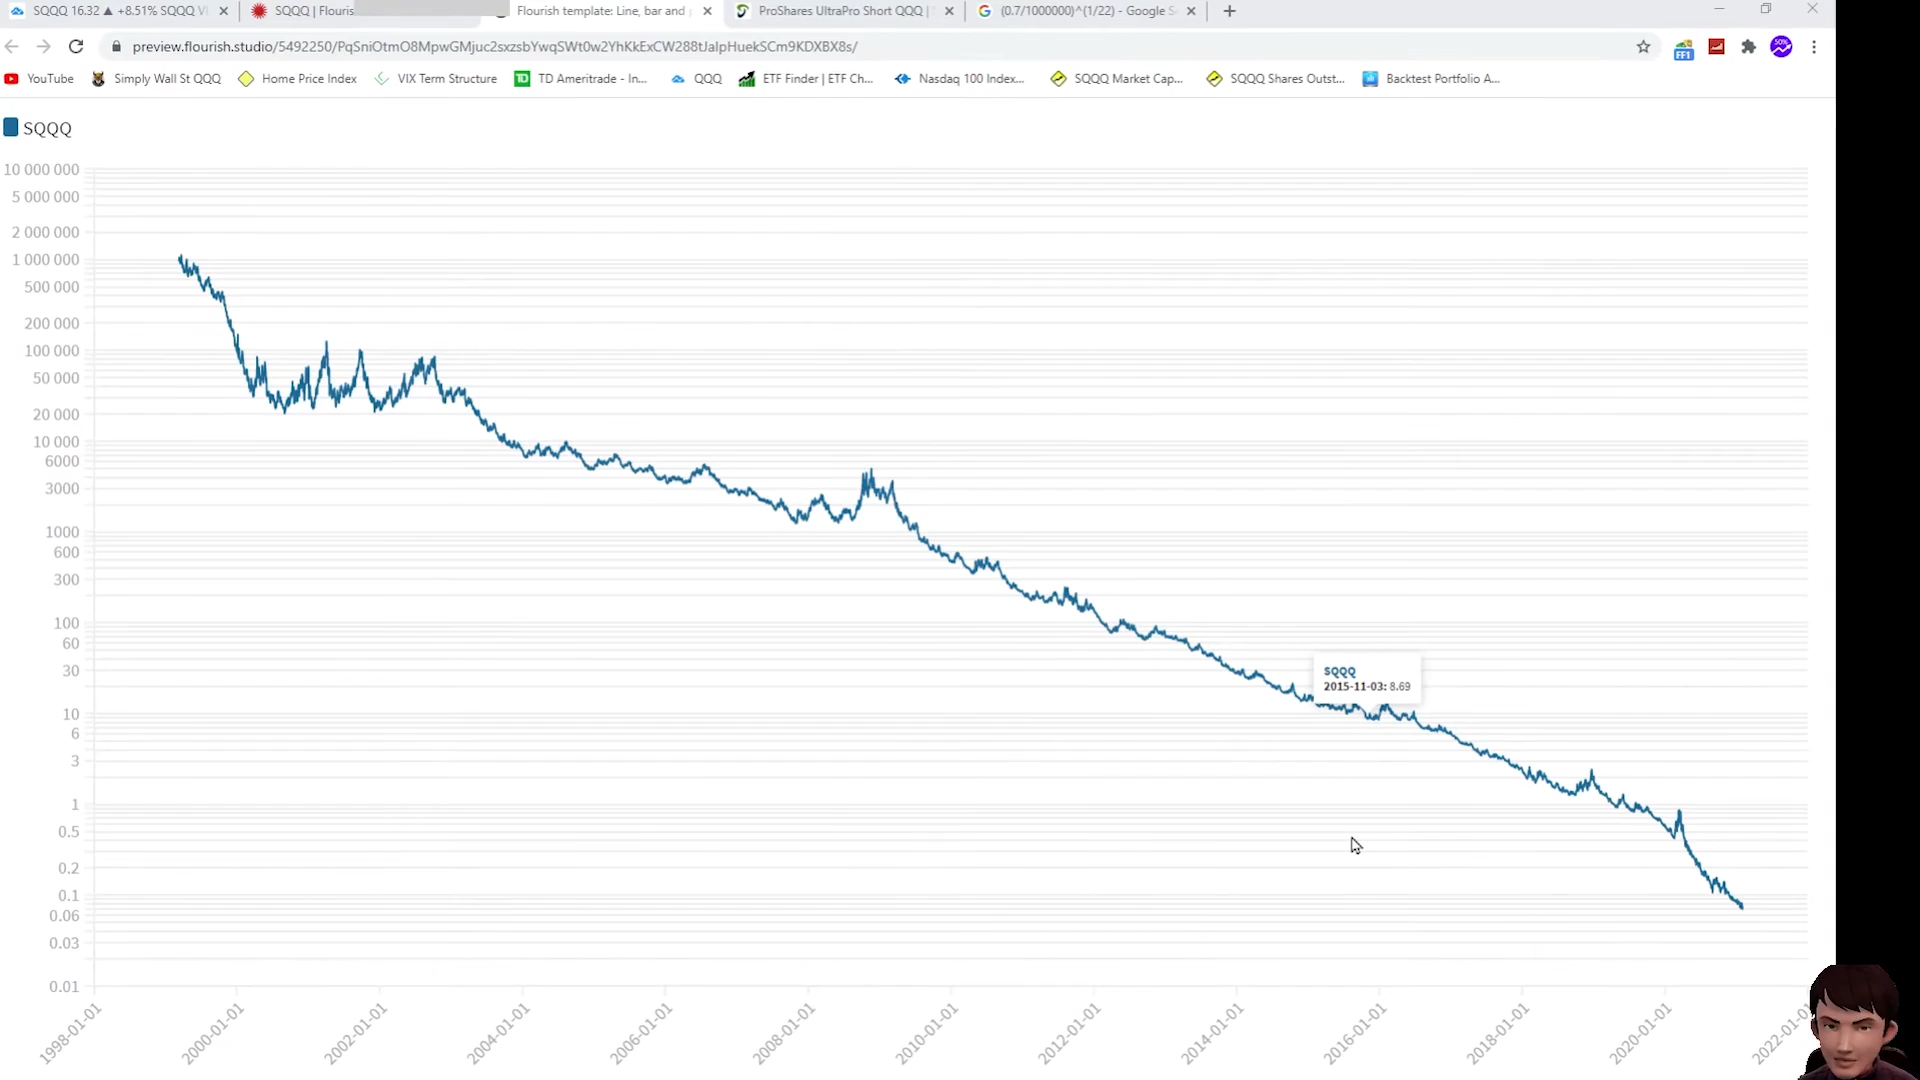 SQQQ 16.32 ▲ +8.51% SQQQ V
SQQQ | Flouris
Flourish template: Line, bar and
ProShares UltraPro Short QQQ |
(0.7/1000000)^(1/22) - Google S
preview.flourish.studio/5492250/PqSniOtmO8MpwGMjuc2sxzsbYwqSWt0w2YhKkExCW288tJaIpHuekSCm9KDXBX8s/
FF1
50%
YouTube
Simply Wall St QQQ
Home Price Index
VIX Term Structure
TD Ameritrade - In...
QQQ
ETF Finder | ETF Ch...
Nasdaq 100 Index...
SQQQ Market Cap...
SQQQ Shares Outst...
Backtest Portfolio A...
SQQQ
10 000 000
5 000 000
2 000 000
1 000 000
500 000
200 000
100 000
50 000
20 000
10 000
6000
3000
1000
600
300
100
60
30
10
6
3
1
0.5
0.2
0.1
0.06
0.03
0.01
SQQQ
2015-11-03: 8.69
1998-01-01
2000-01-01
2002-01-01
2004-01-01
2006-01-01
2008-01-01
2010-01-01
2012-01-01
2014-01-01
2016-01-01
2018-01-01
2020-01-01
2022-01-0